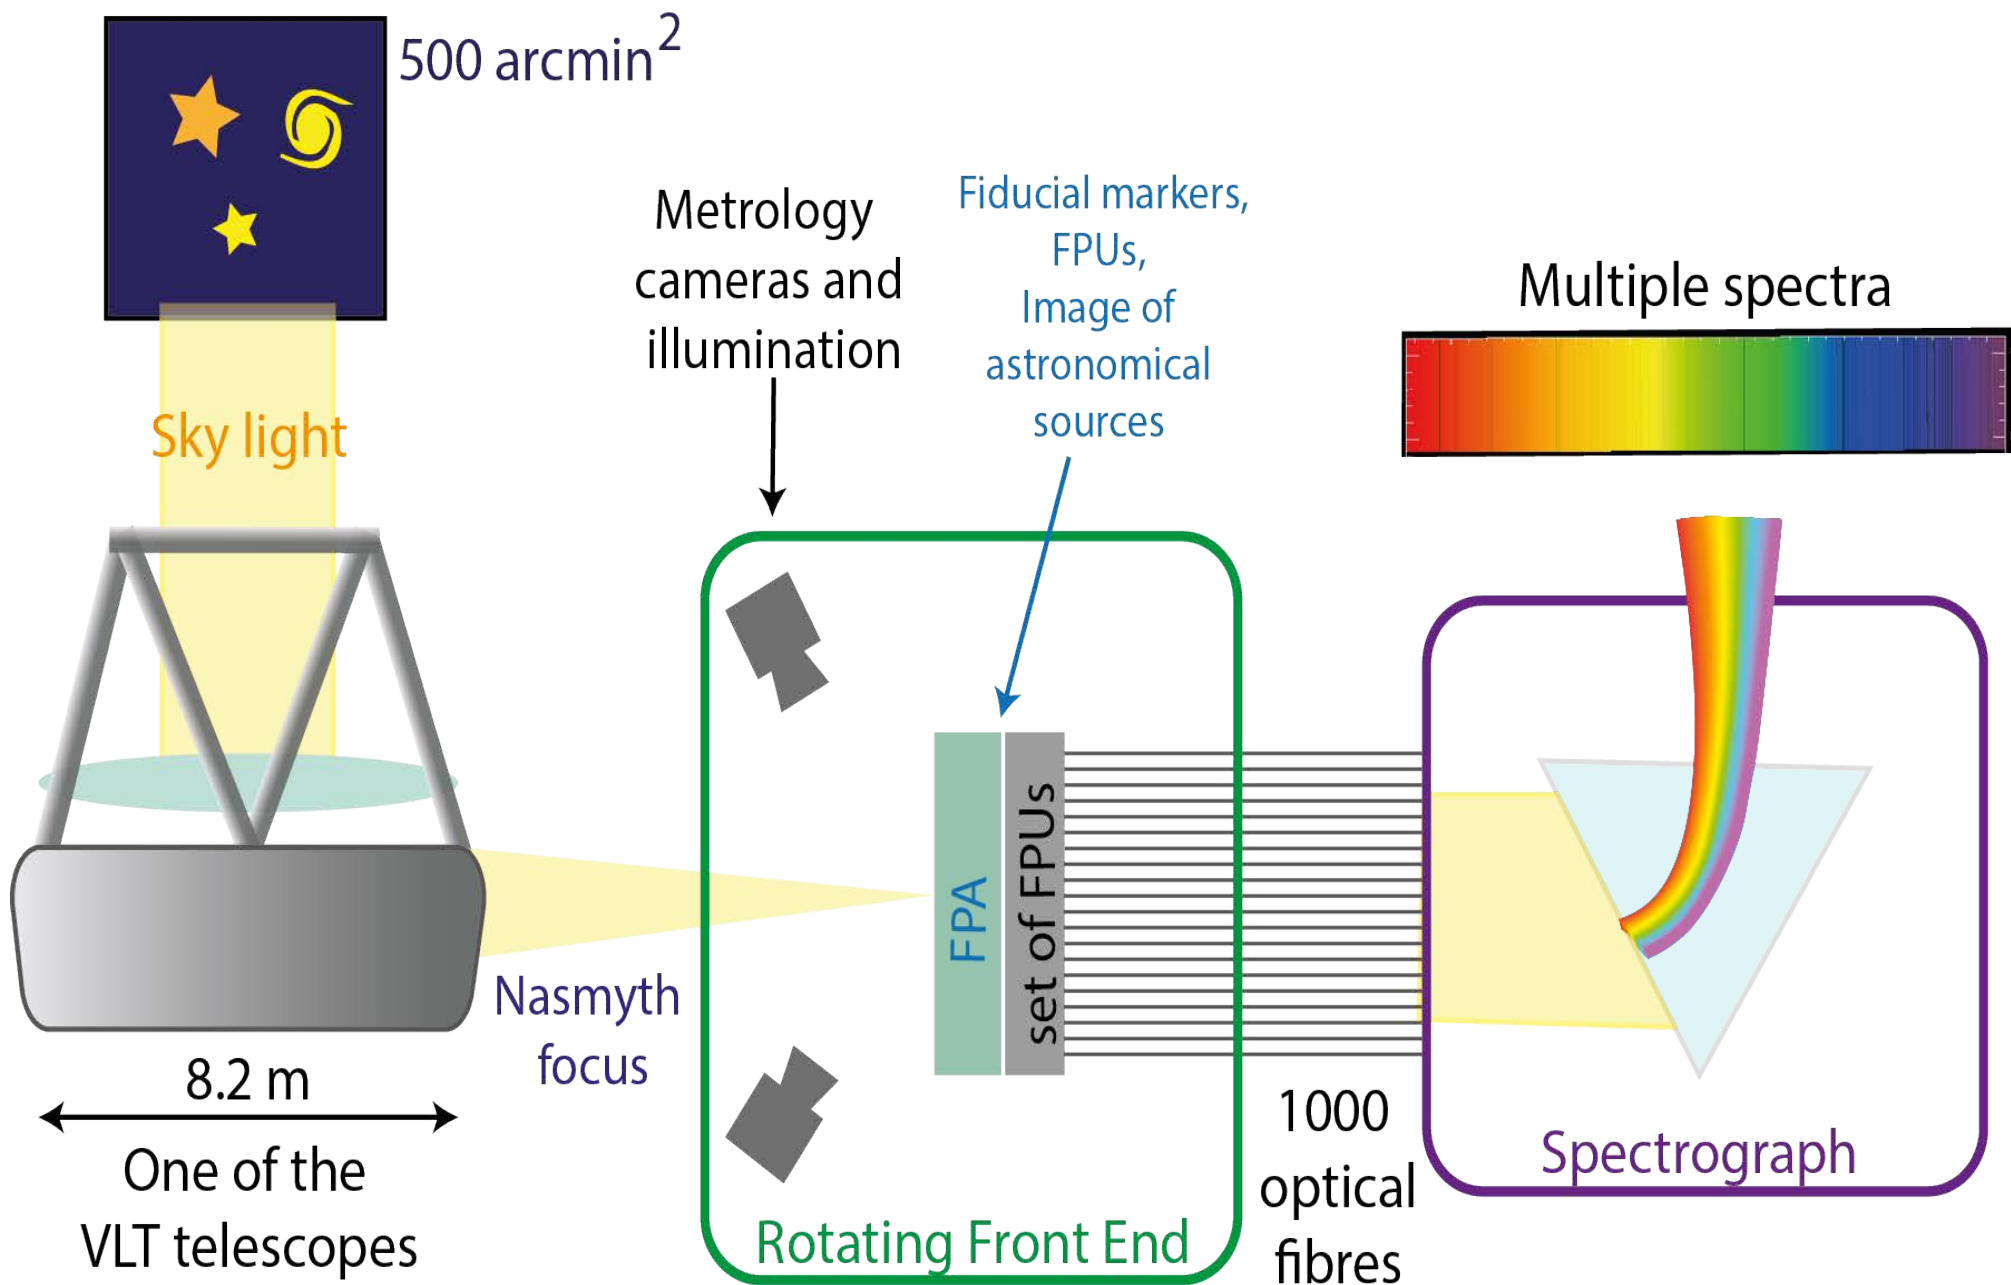 500 arcmin²
Sky light
8.2 m
One of the
VLT telescopes
Nasmyth
focus
Metrology
cameras and
illumination
Fiducial markers,
FPUs,
Image of
astronomical
sources
FPA
set of FPUs
Rotating Front End
1000
optical
fibres
Multiple spectra
Spectrograph